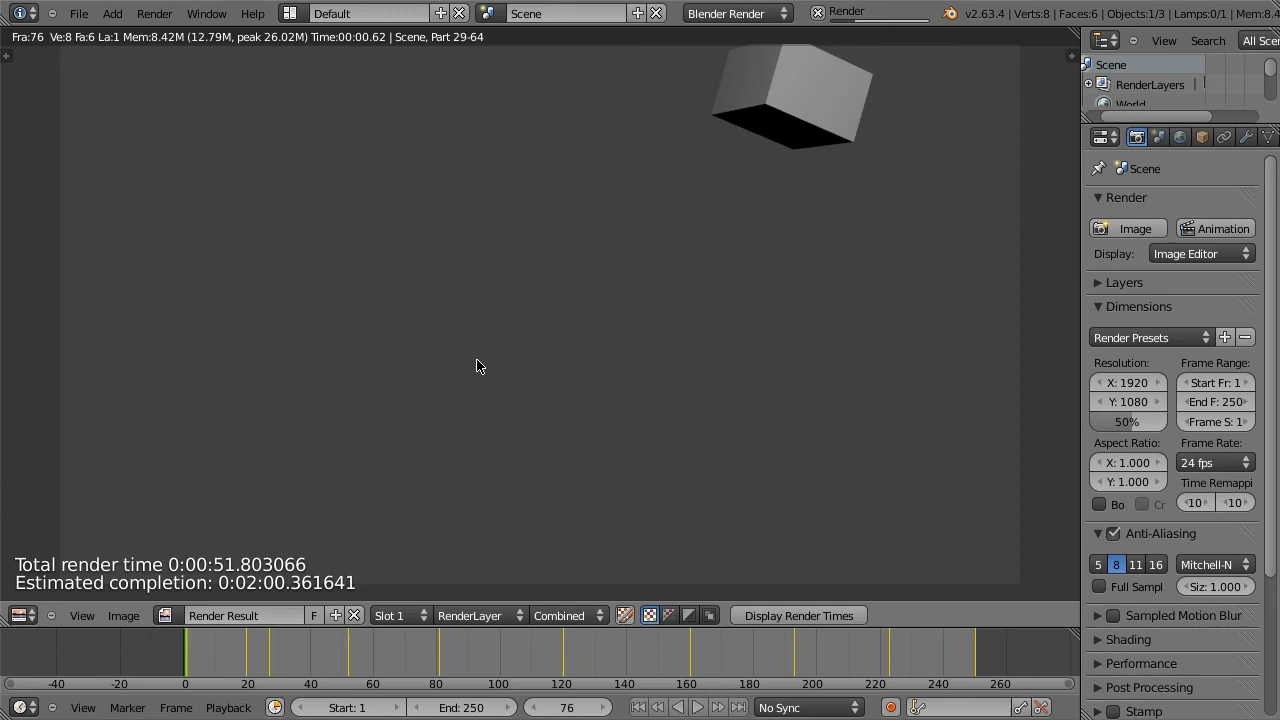 File Add Render Window Help Default Scene Blender Render Render v2.63.4 | Verts:8 | Faces:6 | Objects:1/3 | Lamps:0/1 | Mem:8.4
Fra:76 Ve:8 Fa:6 La:1 Mem:8.42M (12.79M, peak 26.02M) Time:00:00.62 | Scene, Part 29-64
View Search All Scer
Scene
RenderLayers
World
Scene
Render
Image Animation
Display: Image Editor
Layers
Dimensions
Render Presets
Resolution: Frame Range:
X: 1920 Start Fr: 1
Y: 1080 End F: 250
50% Frame S: 1
Aspect Ratio: Frame Rate:
X: 1.000 24 fps
Y: 1.000 Time Remappi
Bo Cr 10 10
Anti-Aliasing
5 8 11 16 Mitchell-N
Full Sampl Siz: 1.000
Sampled Motion Blur
Shading
Performance
Post Processing
Stamp
Total render time 0:00:51.803066
Estimated completion: 0:02:00.361641
View Image Render Result F Slot 1 RenderLayer Combined Display Render Times
-40 -20 0 20 40 60 80 100 120 140 160 180 200 220 240 260
View Marker Frame Playback Start: 1 End: 250 76 No Sync